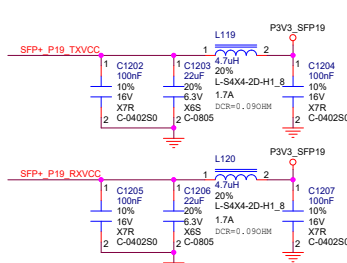 L119
P3V3_SFP19
SFP+_P19_TXVCC
1
2
1
C1202
100nF
10%
16V
X7R
2
C-0402S0
1
C1203
22uF
20%
6.3V
X6S
2
C-0805
4.7uH
20%
L-S4X4-2D-H1_8
1.7A
DCR=0.09OHM
1
C1204
100nF
10%
16V
X7R
2
C-0402S0
L120
P3V3_SFP19
SFP+_P19_RXVCC
1
2
1
C1205
100nF
10%
16V
X7R
2
C-0402S0
1
C1206
22uF
20%
6.3V
X6S
2
C-0805
4.7uH
20%
L-S4X4-2D-H1_8
1.7A
DCR=0.09OHM
1
C1207
100nF
10%
16V
X7R
2
C-0402S0